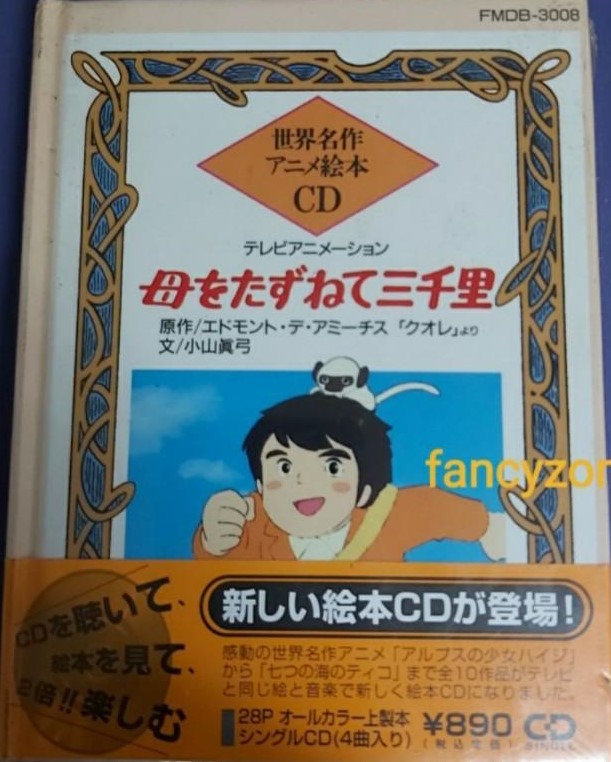 FMDB-3008
世界名作
アニメ絵本
CD
テレビアニメーション
母をたずねて三千里
原作/エドモント・デ・アミーチス「クオレ」より
文/小山眞弓
fancyzon
CDを聴いて、
絵本を見て、
2倍!!楽しむ
新しい絵本CDが登場!
感動の世界名作アニメ「アルプスの少女ハイジ」
から「七つの海のティコ」まで全10作品がテレビ
と同じ絵と音楽で新しく絵本CDになりました。
28P オールカラー上製本
シングルCD(4曲入り)
¥890
(税込定価)
CD
SINGLE